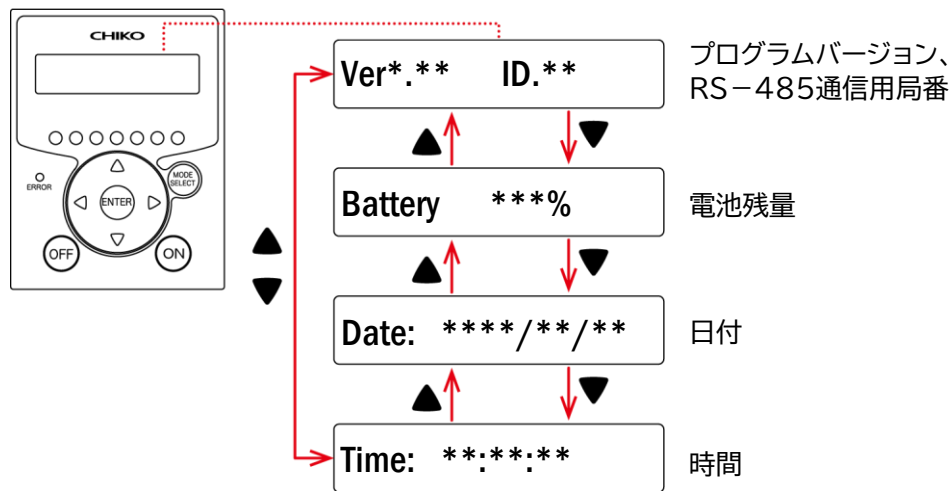 CHIKO
ERROR
MODE
SELECT
ENTER
OFF
ON
Ver*.** ID.**
プログラムバージョン、
RS-485通信用局番
Battery ***%
電池残量
Date: ****/**/**
日付
Time: **:**:**
時間